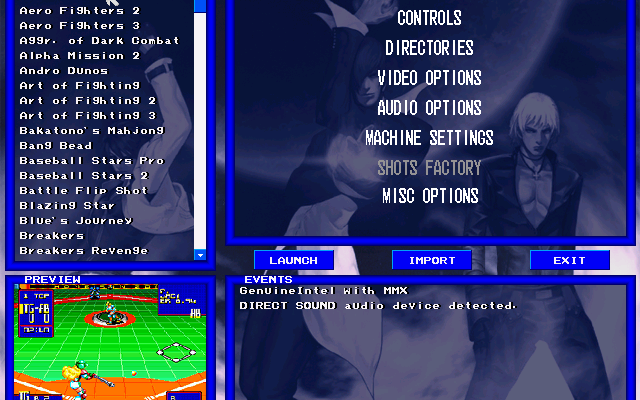 Aero Fighters 2
Aero Fighters 3
Aggr. of Dark Combat
Alpha Mission 2
Andro Dunos
Art of Fighting
Art of Fighting 2
Art of Fighting 3
Bakatono's Mahjong
Bang Bead
Baseball Stars Pro
Baseball Stars 2
Battle Flip Shot
Blazing Star
Blue's Journey
Breakers
Breakers Revenge
CONTROLS
DIRECTORIES
VIDEO OPTIONS
AUDIO OPTIONS
MACHINE SETTINGS
SHOTS FACTORY
MISC OPTIONS
LAUNCH
IMPORT
EXIT
PREVIEW
1 TOP
EVENTS
GenuineIntel with MMX
DIRECT SOUND audio device detected.